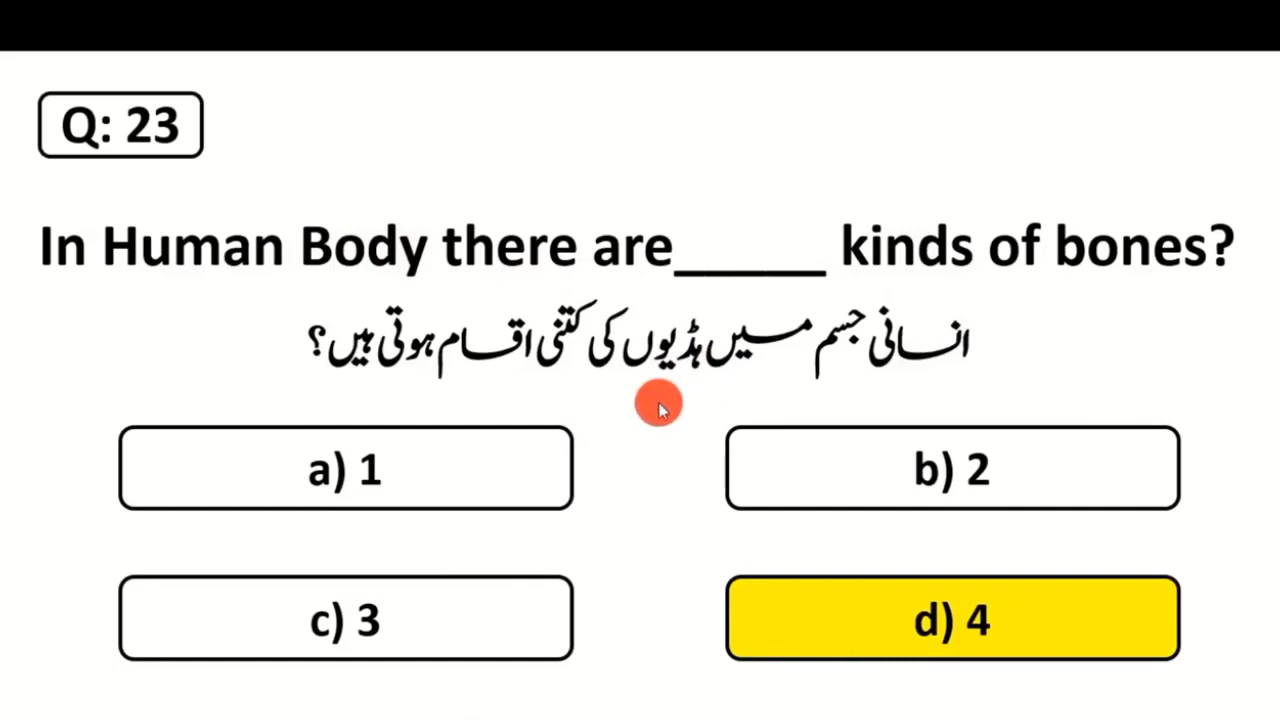 Q: 23
In Human Body there are_____ kinds of bones?
انسانی جسم میں ہڈیوں کی کتنی اقسام ہوتی ہیں؟
a) 1
b) 2
c) 3
d) 4